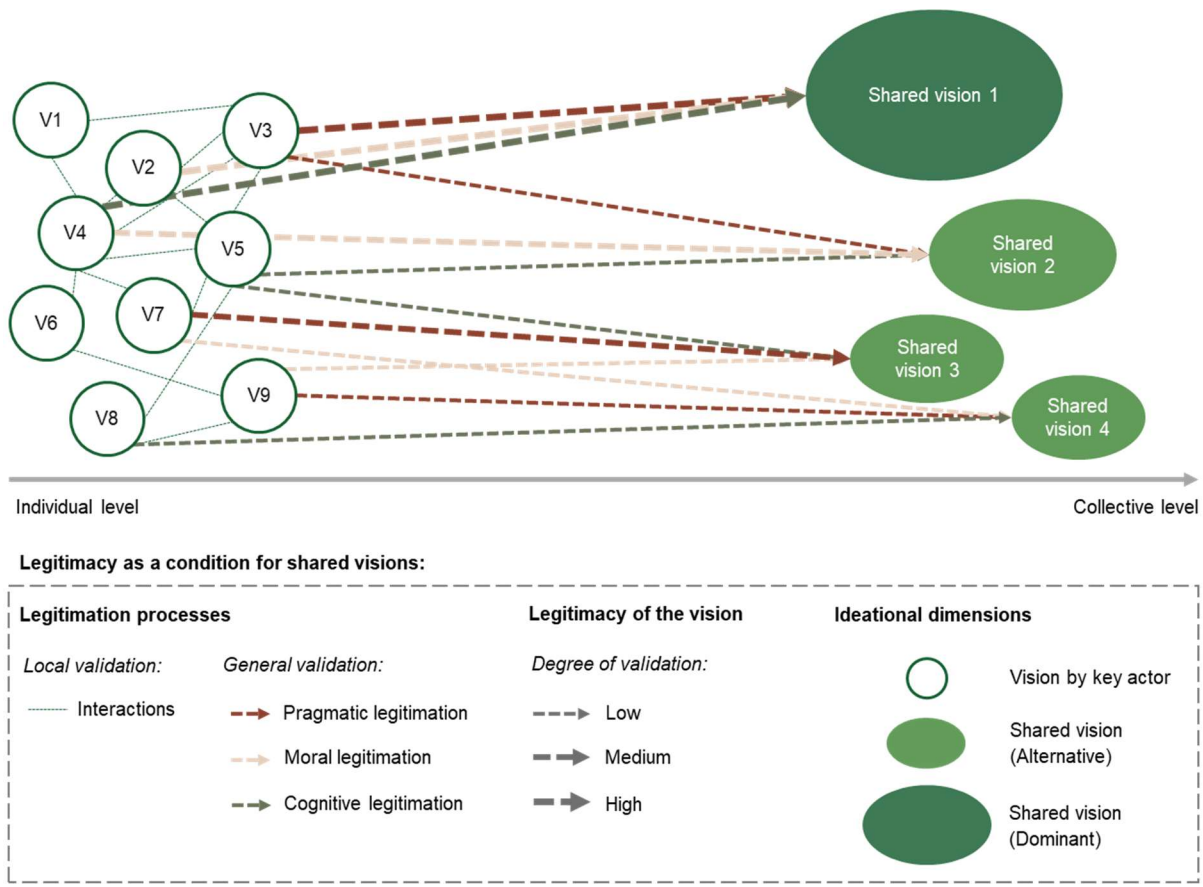 V1
V2
V3
V4
V5
V6
V7
V8
V9
Shared vision 1
Shared
vision 2
Shared
vision 3
Shared
vision 4
Individual level
Collective level
Legitimacy as a condition for shared visions:
Legitimation processes
Local validation:
Interactions
General validation:
Pragmatic legitimation
Moral legitimation
Cognitive legitimation
Legitimacy of the vision
Degree of validation:
Low
Medium
High
Ideational dimensions
Vision by key actor
Shared vision
(Alternative)
Shared vision
(Dominant)